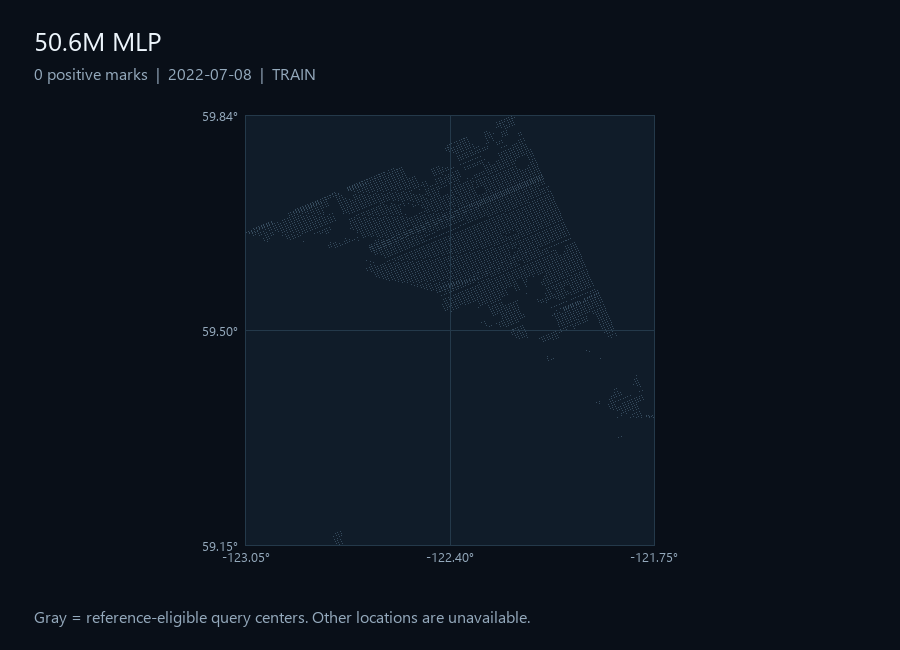 50.6M MLP
0 positive marks | 2022-07-08 | TRAIN
59.84°
59.50°
59.15°
-123.05°
-122.40°
-121.75°
Gray = reference-eligible query centers. Other locations are unavailable.